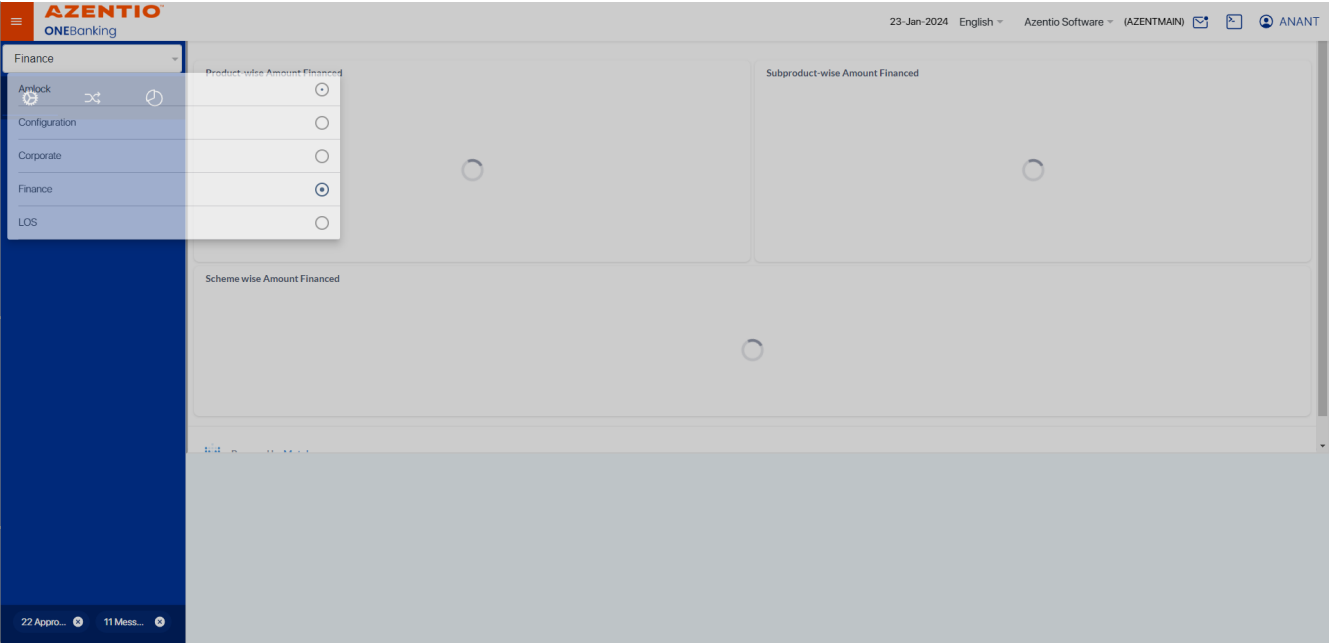 AZENTIO
ONEBanking
23-Jan-2024 English Azentio Software (AZENTMAIN) ANANT
Finance
Product-wise Amount Financed
Subproduct-wise Amount Financed
Amlock
Configuration
Corporate
Finance
LOS
Scheme wise Amount Financed
22 Appro... 11 Mess...